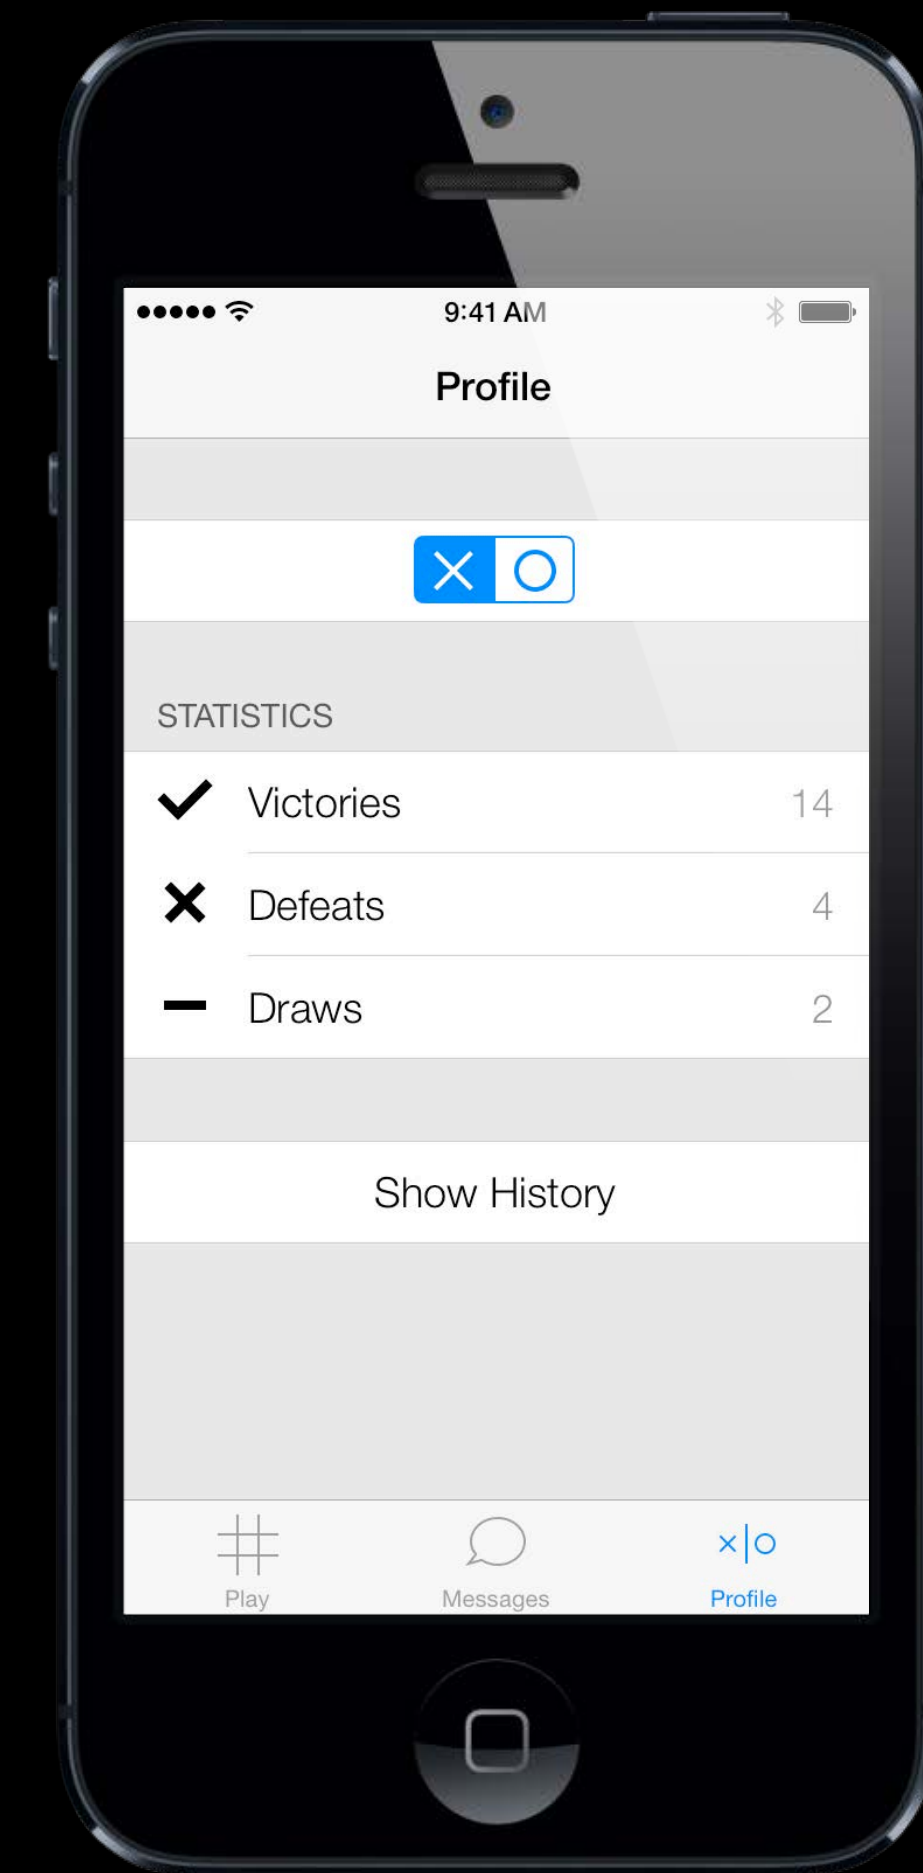 9:41 AM
Profile
STATISTICS
Victories 14
Defeats 4
Draws 2
Show History
Play Messages Profile